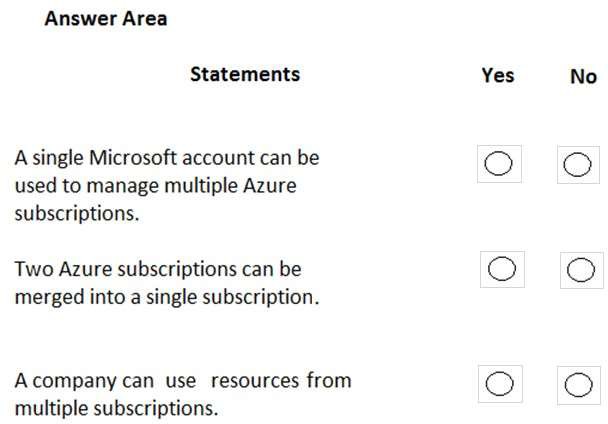 Answer Area
Statements Yes No
A single Microsoft account can be
used to manage multiple Azure
subscriptions.
Two Azure subscriptions can be
merged into a single subscription.
A company can use resources from
multiple subscriptions.